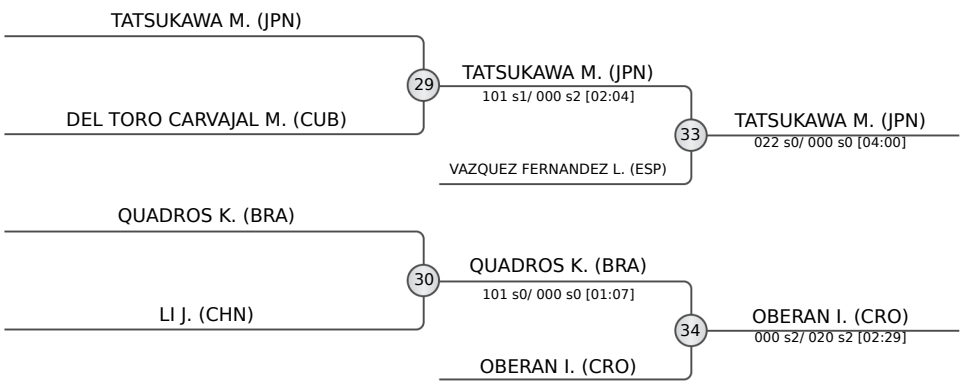 TATSUKAWA M. (JPN)
29
DEL TORO CARVAJAL M. (CUB)
TATSUKAWA M. (JPN)
101 s1/ 000 s2 [02:04]
33
VAZQUEZ FERNANDEZ L. (ESP)
TATSUKAWA M. (JPN)
022 s0/ 000 s0 [04:00]
QUADROS K. (BRA)
30
LI J. (CHN)
QUADROS K. (BRA)
101 s0/ 000 s0 [01:07]
34
OBERAN I. (CRO)
OBERAN I. (CRO)
000 s2/ 020 s2 [02:29]